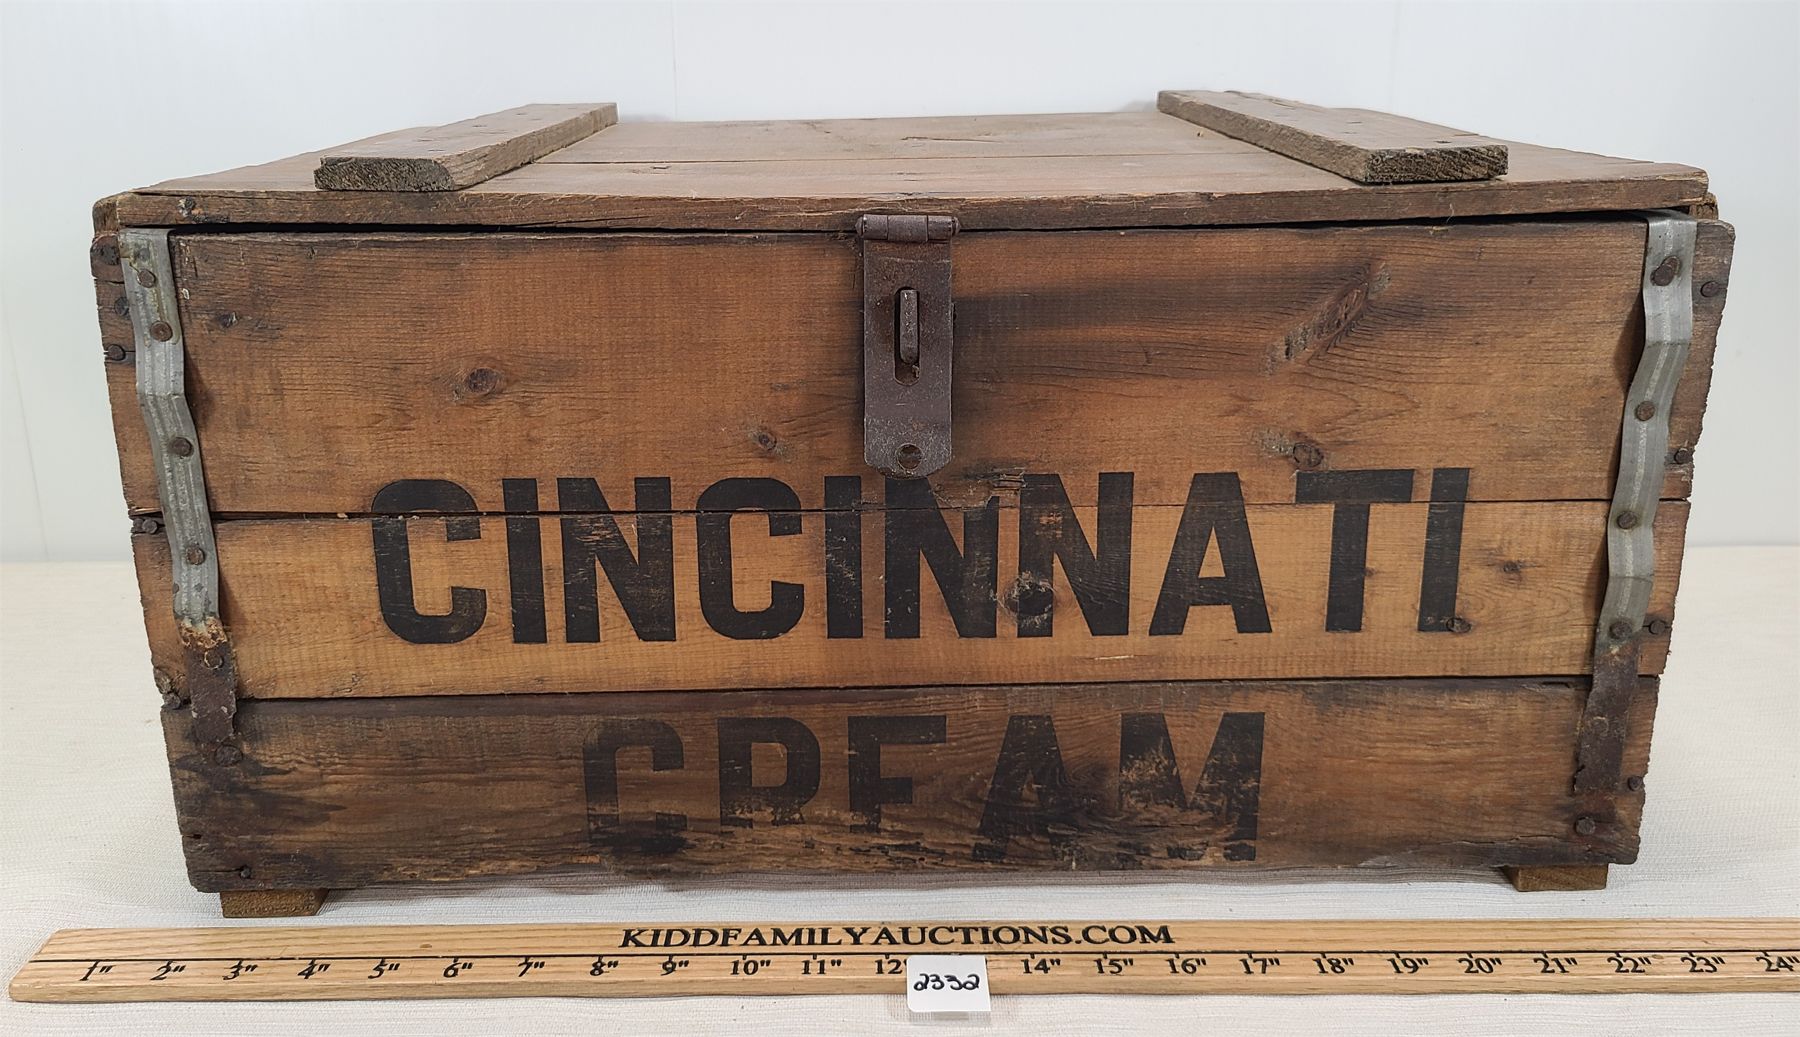 CINCINNATI
CREAM
KIDDFAMILYAUCTIONS.COM
1" 2" 3" 4" 5" 6" 7" 8" 9" 10" 11" 12" 14" 15" 16" 17" 18" 19" 20" 21" 22" 23" 24"
2332